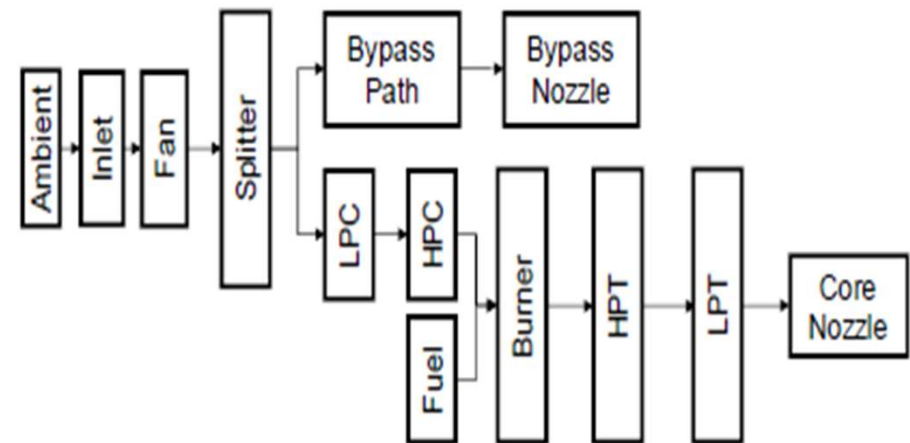 Ambient
Inlet
Fan
Splitter
Bypass
Path
Bypass
Nozzle
LPC
HPC
Fuel
Burner
HPT
LPT
Core
Nozzle